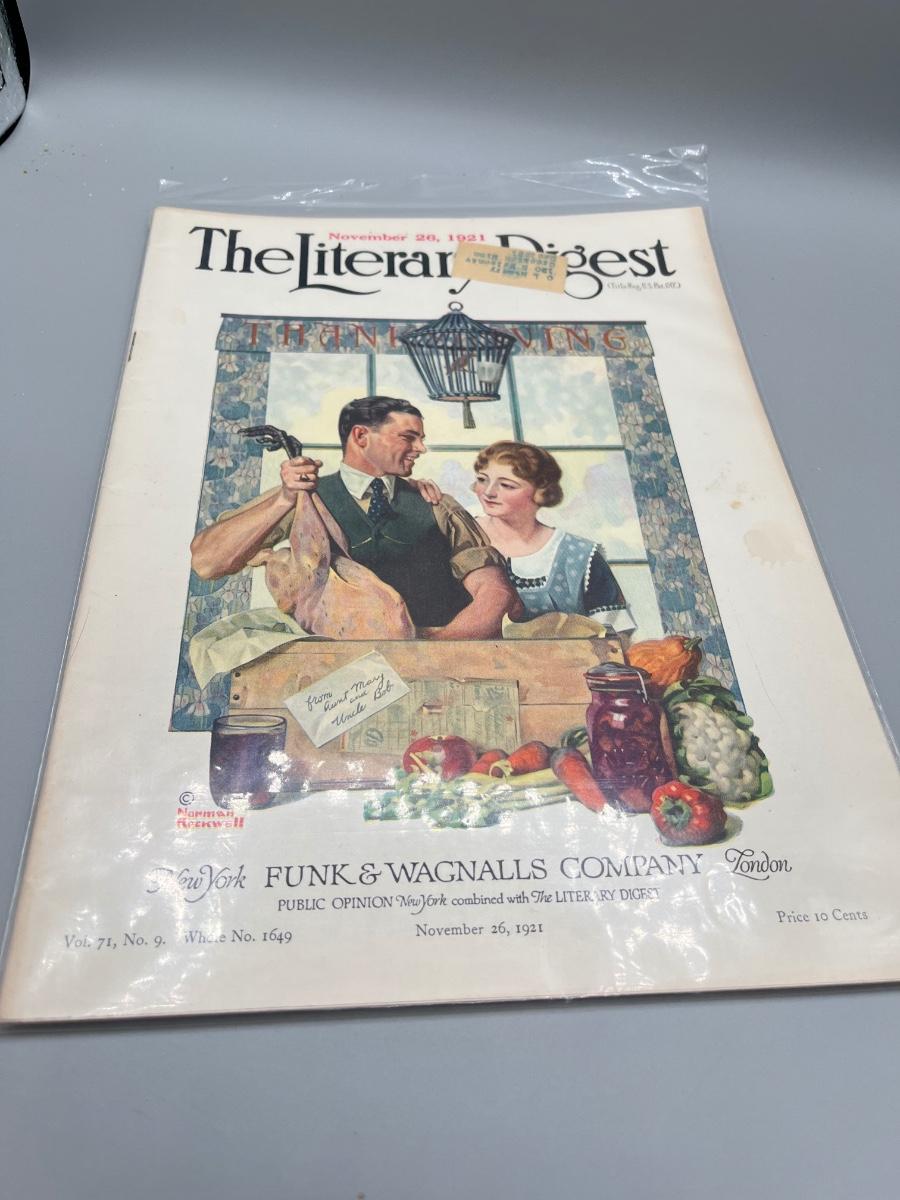 November 26, 1921
The Literary Digest
(Title Reg. U.S. Pat. Off.)
THANKSGIVING
from
Aunt Mary
and
Uncle Bob
©
Norman
Rockwell
New York FUNK & WAGNALLS COMPANY London
PUBLIC OPINION New York combined with The LITERARY DIGEST
Vol. 71, No. 9. Whole No. 1649
November 26, 1921
Price 10 Cents